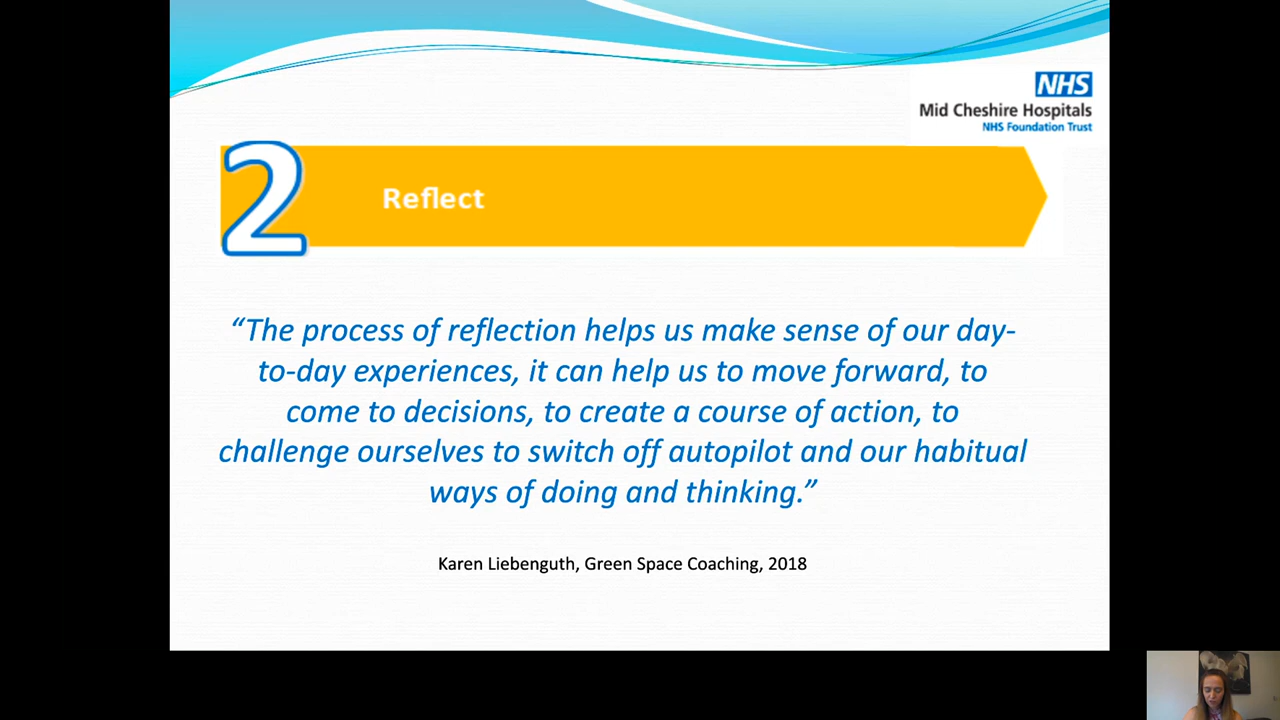 NHS
Mid Cheshire Hospitals
NHS Foundation Trust
2
Reflect
“The process of reflection helps us make sense of our day-
to-day experiences, it can help us to move forward, to
come to decisions, to create a course of action, to
challenge ourselves to switch off autopilot and our habitual
ways of doing and thinking.”
Karen Liebenguth, Green Space Coaching, 2018